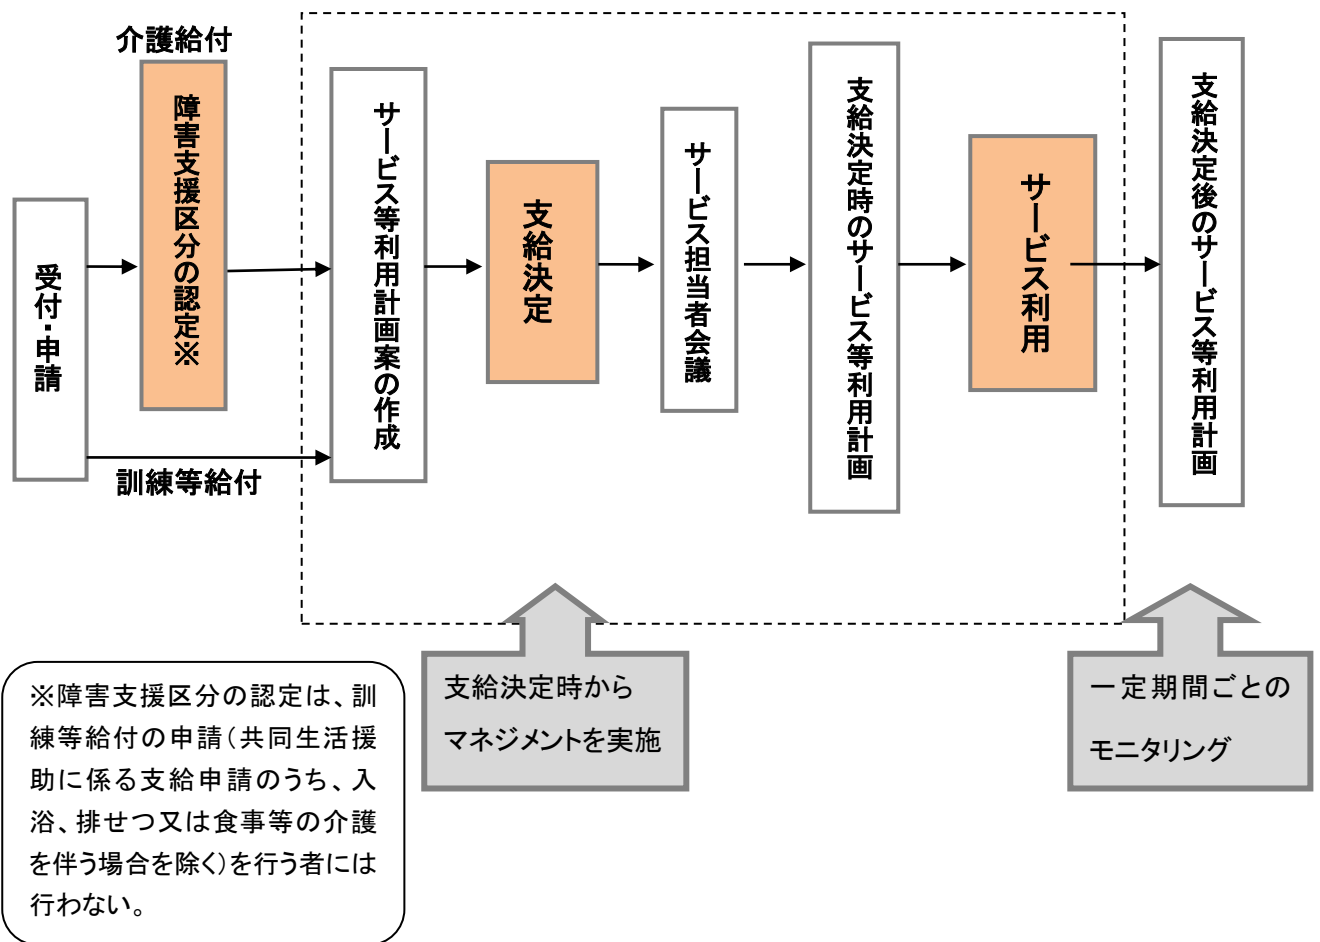 受付・申請
介護給付
障害支援区分の認定※
訓練等給付
サービス等利用計画案の作成
支給決定
サービス担当者会議
支給決定時のサービス等利用計画
サービス利用
支給決定後のサービス等利用計画
支給決定時から
マネジメントを実施
一定期間ごとの
モニタリング
※障害支援区分の認定は、訓
練等給付の申請（共同生活援
助に係る支給申請のうち、入
浴、排せつ又は食事等の介護
を伴う場合を除く）を行う者には
行わない。